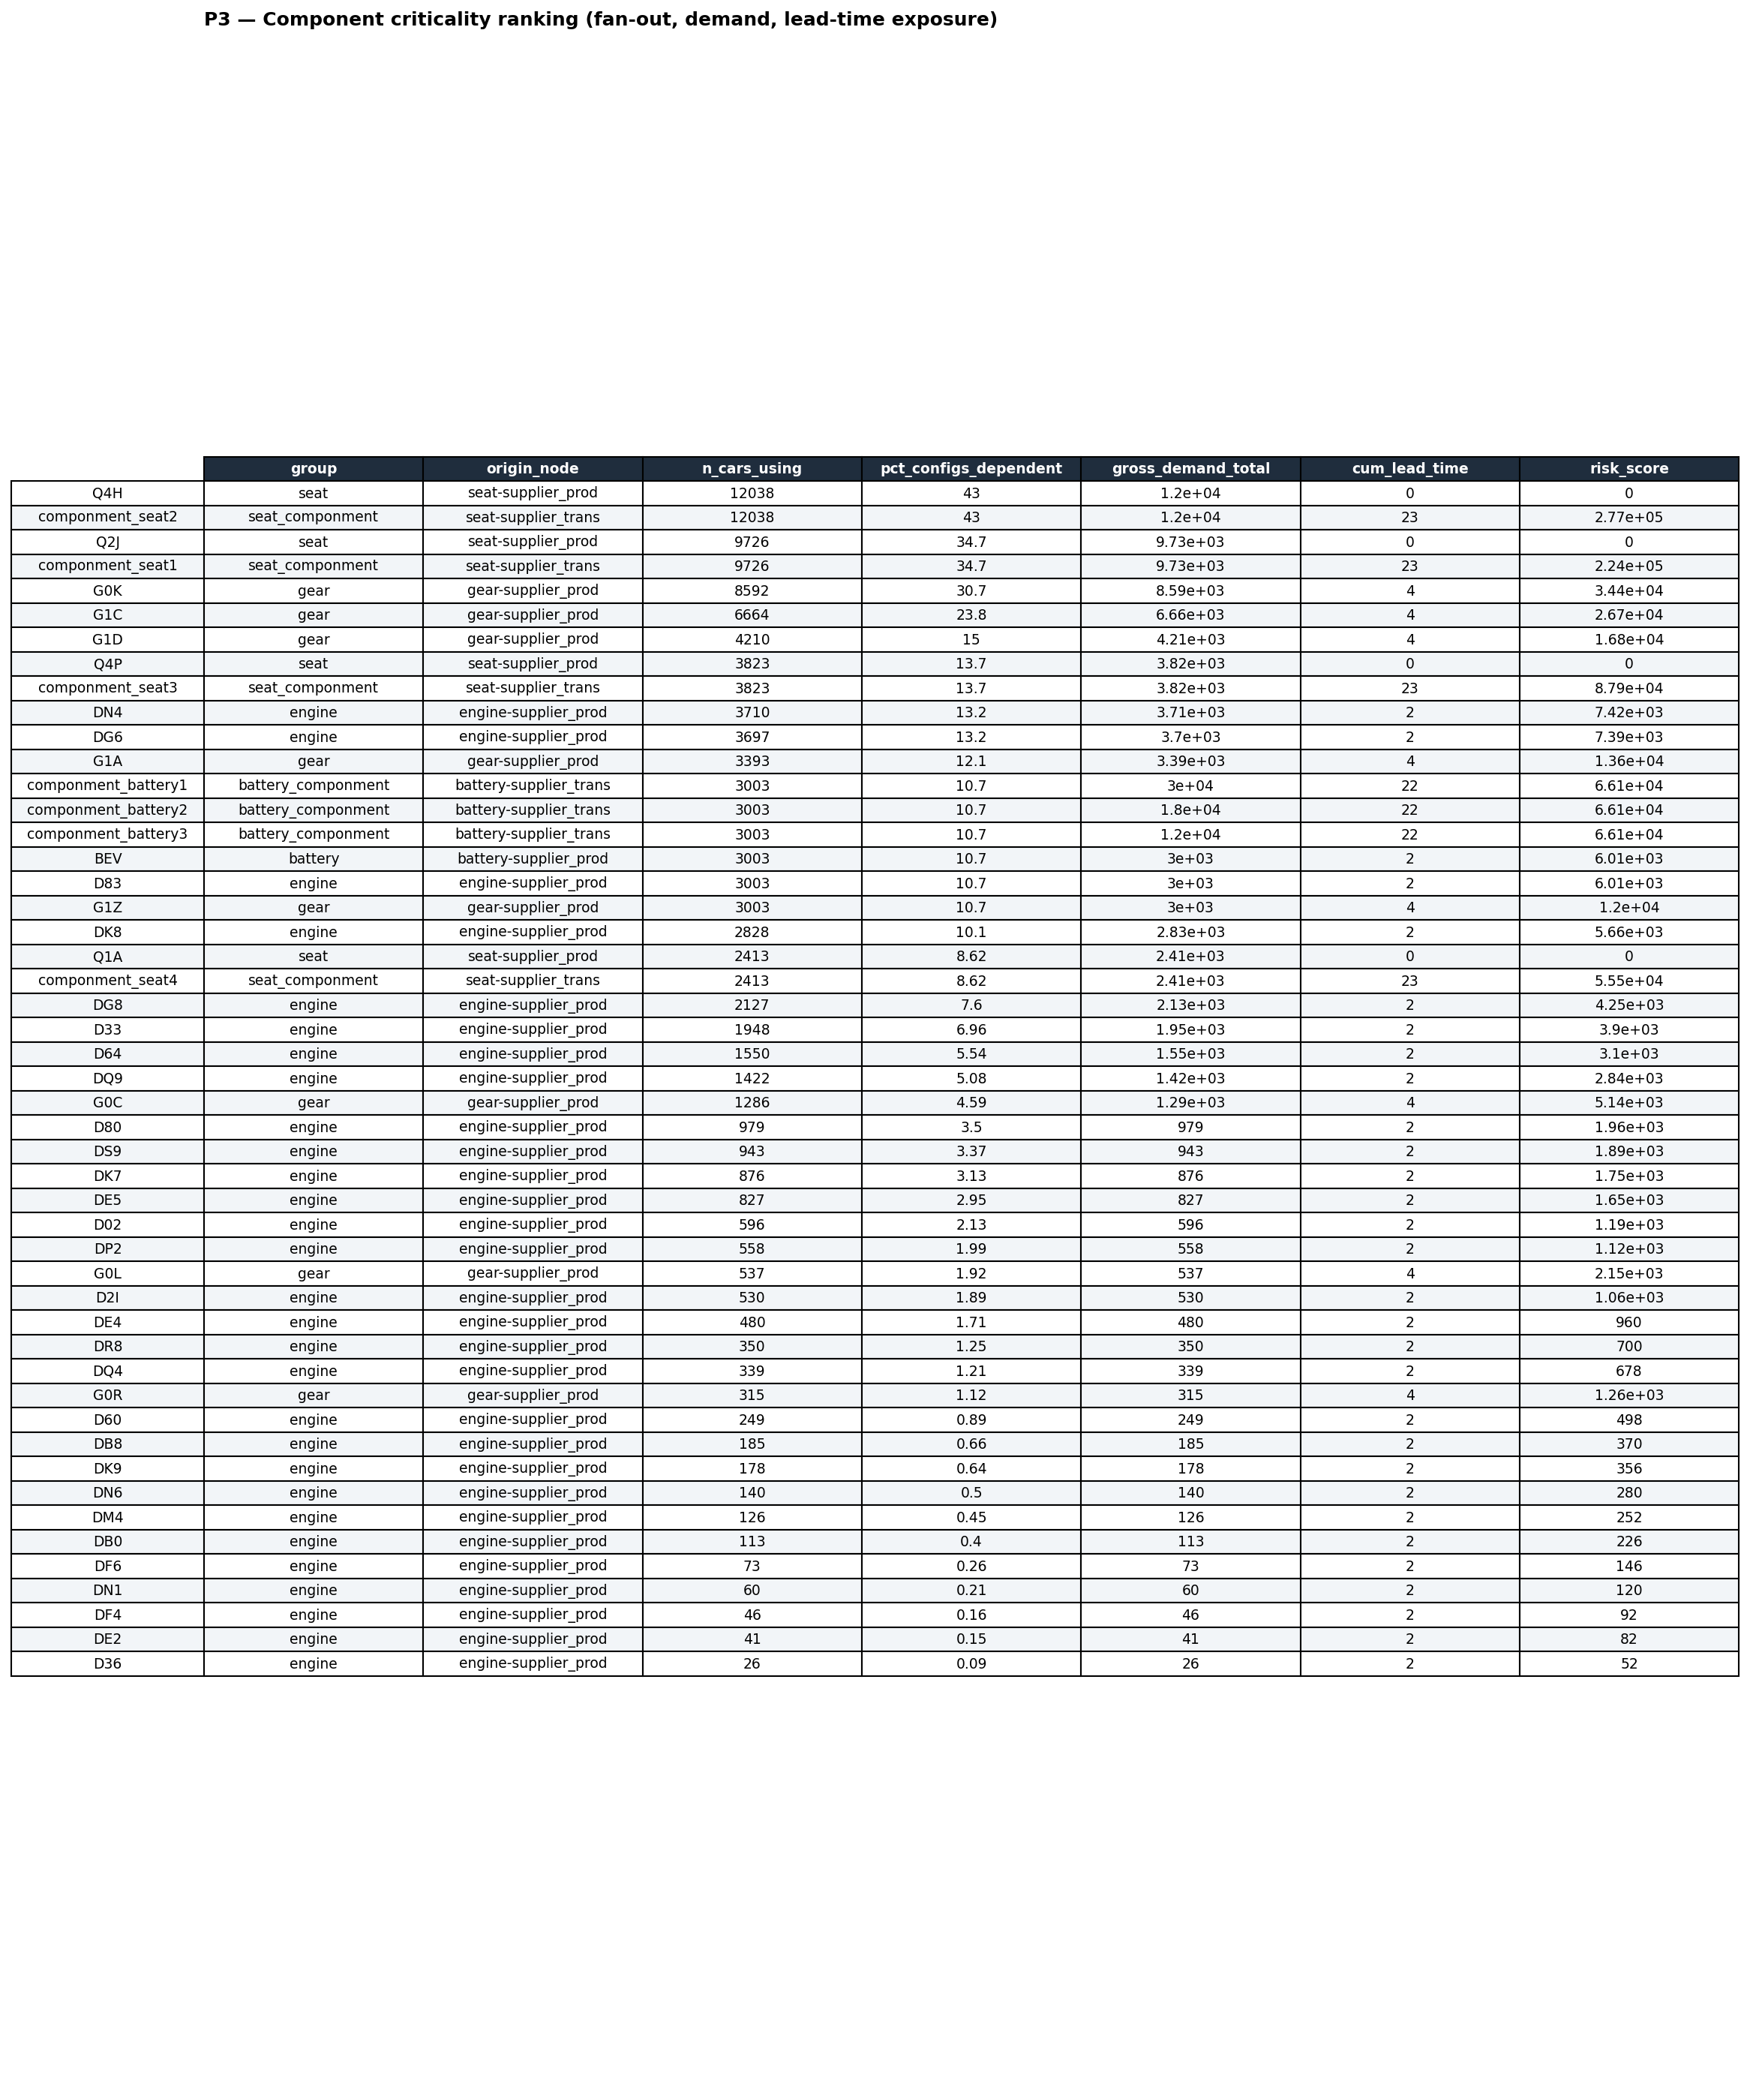 P3 — Component criticality ranking (fan-out, demand, lead-time exposure)
group origin_node n_cars_using pct_configs_dependent gross_demand_total cum_lead_time risk_score
Q4H seat seat-supplier_prod 12038 43 1.2e+04 0 0
componment_seat2 seat_componment seat-supplier_trans 12038 43 1.2e+04 23 2.77e+05
Q2J seat seat-supplier_prod 9726 34.7 9.73e+03 0 0
componment_seat1 seat_componment seat-supplier_trans 9726 34.7 9.73e+03 23 2.24e+05
G0K gear gear-supplier_prod 8592 30.7 8.59e+03 4 3.44e+04
G1C gear gear-supplier_prod 6664 23.8 6.66e+03 4 2.67e+04
G1D gear gear-supplier_prod 4210 15 4.21e+03 4 1.68e+04
Q4P seat seat-supplier_prod 3823 13.7 3.82e+03 0 0
componment_seat3 seat_componment seat-supplier_trans 3823 13.7 3.82e+03 23 8.79e+04
DN4 engine engine-supplier_prod 3710 13.2 3.71e+03 2 7.42e+03
DG6 engine engine-supplier_prod 3697 13.2 3.7e+03 2 7.39e+03
G1A gear gear-supplier_prod 3393 12.1 3.39e+03 4 1.36e+04
componment_battery1 battery_componment battery-supplier_trans 3003 10.7 3e+04 22 6.61e+04
componment_battery2 battery_componment battery-supplier_trans 3003 10.7 1.8e+04 22 6.61e+04
componment_battery3 battery_componment battery-supplier_trans 3003 10.7 1.2e+04 22 6.61e+04
BEV battery battery-supplier_prod 3003 10.7 3e+03 2 6.01e+03
D83 engine engine-supplier_prod 3003 10.7 3e+03 2 6.01e+03
G1Z gear gear-supplier_prod 3003 10.7 3e+03 4 1.2e+04
DK8 engine engine-supplier_prod 2828 10.1 2.83e+03 2 5.66e+03
Q1A seat seat-supplier_prod 2413 8.62 2.41e+03 0 0
componment_seat4 seat_componment seat-supplier_trans 2413 8.62 2.41e+03 23 5.55e+04
DG8 engine engine-supplier_prod 2127 7.6 2.13e+03 2 4.25e+03
D33 engine engine-supplier_prod 1948 6.96 1.95e+03 2 3.9e+03
D64 engine engine-supplier_prod 1550 5.54 1.55e+03 2 3.1e+03
DQ9 engine engine-supplier_prod 1422 5.08 1.42e+03 2 2.84e+03
G0C gear gear-supplier_prod 1286 4.59 1.29e+03 4 5.14e+03
D80 engine engine-supplier_prod 979 3.5 979 2 1.96e+03
DS9 engine engine-supplier_prod 943 3.37 943 2 1.89e+03
DK7 engine engine-supplier_prod 876 3.13 876 2 1.75e+03
DE5 engine engine-supplier_prod 827 2.95 827 2 1.65e+03
D02 engine engine-supplier_prod 596 2.13 596 2 1.19e+03
DP2 engine engine-supplier_prod 558 1.99 558 2 1.12e+03
G0L gear gear-supplier_prod 537 1.92 537 4 2.15e+03
D2I engine engine-supplier_prod 530 1.89 530 2 1.06e+03
DE4 engine engine-supplier_prod 480 1.71 480 2 960
DR8 engine engine-supplier_prod 350 1.25 350 2 700
DQ4 engine engine-supplier_prod 339 1.21 339 2 678
G0R gear gear-supplier_prod 315 1.12 315 4 1.26e+03
D60 engine engine-supplier_prod 249 0.89 249 2 498
DB8 engine engine-supplier_prod 185 0.66 185 2 370
DK9 engine engine-supplier_prod 178 0.64 178 2 356
DN6 engine engine-supplier_prod 140 0.5 140 2 280
DM4 engine engine-supplier_prod 126 0.45 126 2 252
DB0 engine engine-supplier_prod 113 0.4 113 2 226
DF6 engine engine-supplier_prod 73 0.26 73 2 146
DN1 engine engine-supplier_prod 60 0.21 60 2 120
DF4 engine engine-supplier_prod 46 0.16 46 2 92
DE2 engine engine-supplier_prod 41 0.15 41 2 82
D36 engine engine-supplier_prod 26 0.09 26 2 52